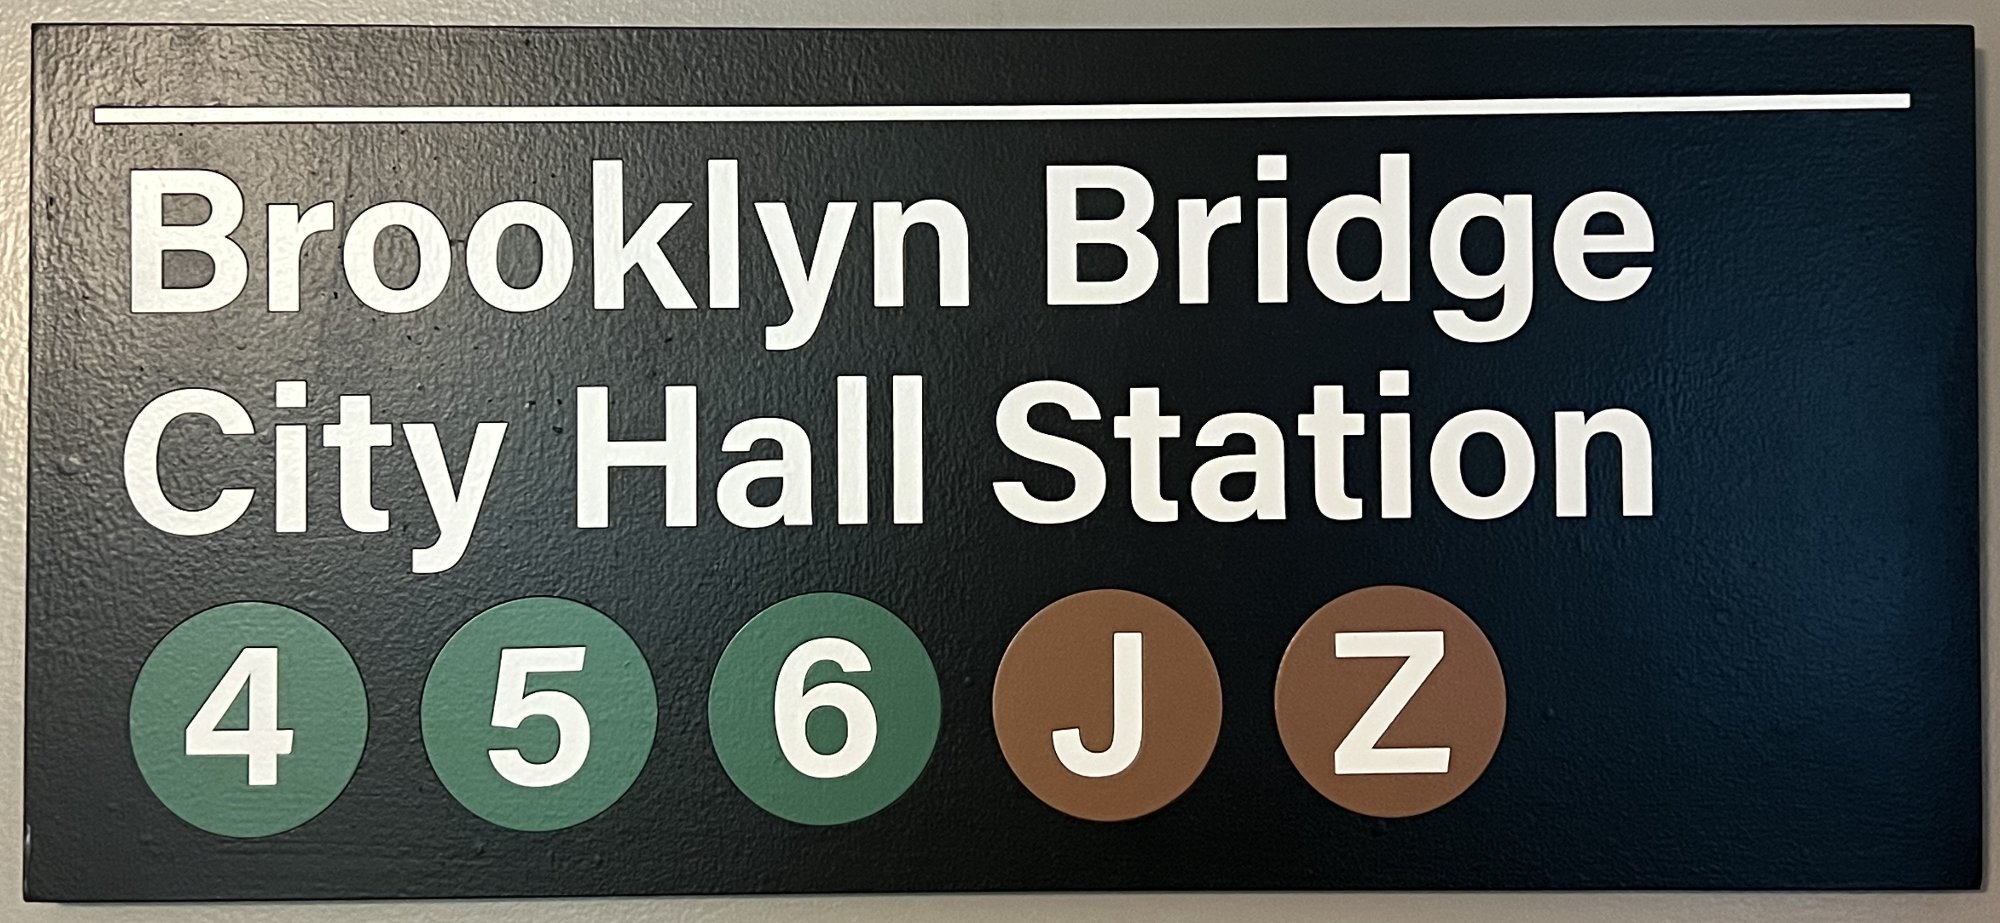 Brooklyn Bridge
City Hall Station
4 5 6 J Z